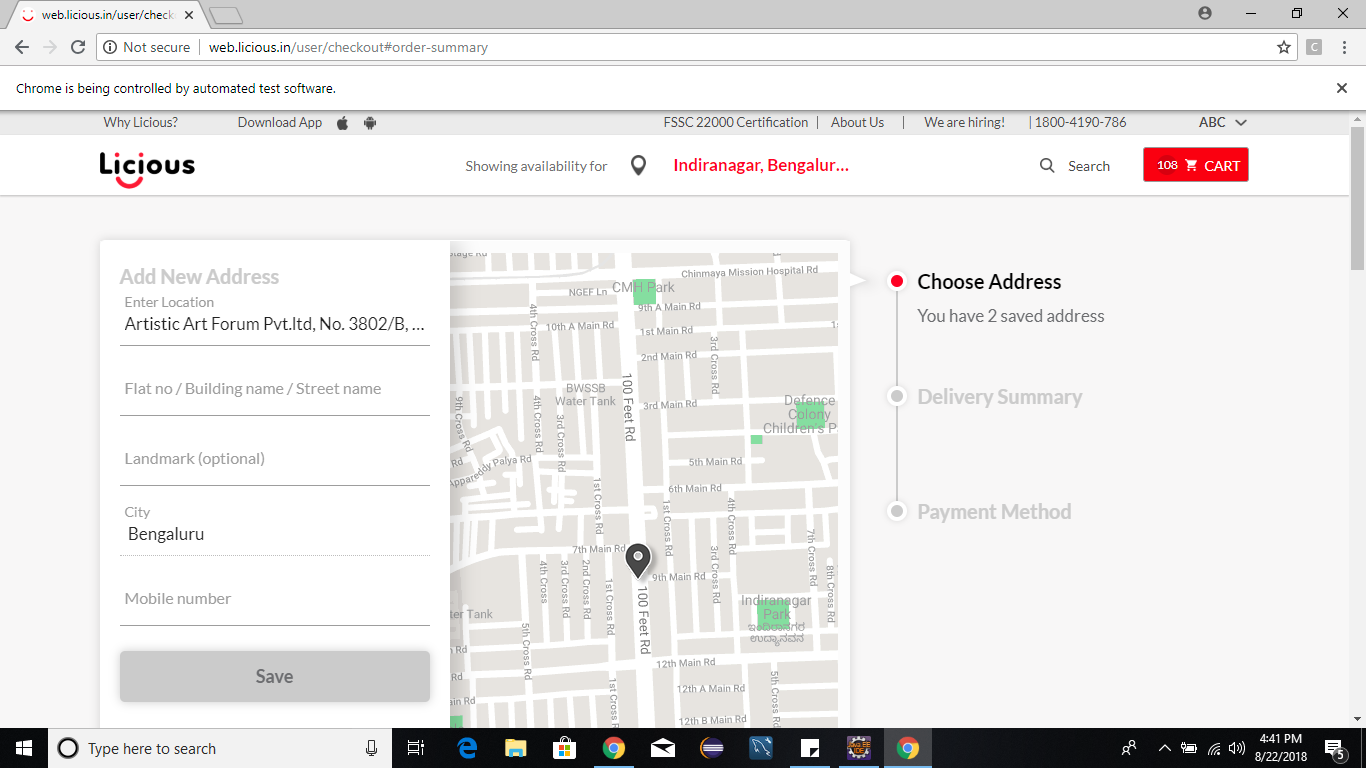 web.licious.in/user/check
Not secure
web.licious.in/user/checkout#order-summary
C
Chrome is being controlled by automated test software.
Why Licious?
Download App
FSSC 22000 Certification | About Us | We are hiring! | 1800-4190-786
ABC
Licious
Showing availability for
Indiranagar, Bengalur...
Search
108 CART
Add New Address
Enter Location
Artistic Art Forum Pvt.ltd, No. 3802/B, ...
Flat no / Building name / Street name
Landmark (optional)
City
Bengaluru
Mobile number
Save
Chinmaya Mission Hospital Rd
CMH Park
NGEF Ln
9th A Main Rd
10th A Main Rd
1st Main Rd
4th Cross Rd
2nd Main Rd
3rd Cross Rd
100 Feet Rd
BWSSB
Water Tank
3rd Main Rd
Defence
Colony
Children's P
9th Cross Rd
4th Cross Rd
3rd Cross Rd
Appareddy Palya Rd
5th Main Rd
6th Main Rd
1st Cross Rd
1st Cross Rd
4th Cross Rd
7th Main Rd
3rd Cross Rd
7th Cross Rd
4th Cross
3rd Cross Rd
2nd Cross Rd
1st Cross Rd
9th Main Rd
8th Cross Rd
100 Feet Rd
Indiranagar
Park
ಇಂದಿರಾನಗರ
ಉದ್ಯಾನವನ
ter Tank
5th Cross Rd
12th Main Rd
1st Cross Rd
12th A Main Rd
5th Cross Rd
12th B Main Rd
Choose Address
You have 2 saved address
Delivery Summary
Payment Method
Type here to search
4:41 PM
8/22/2018
5